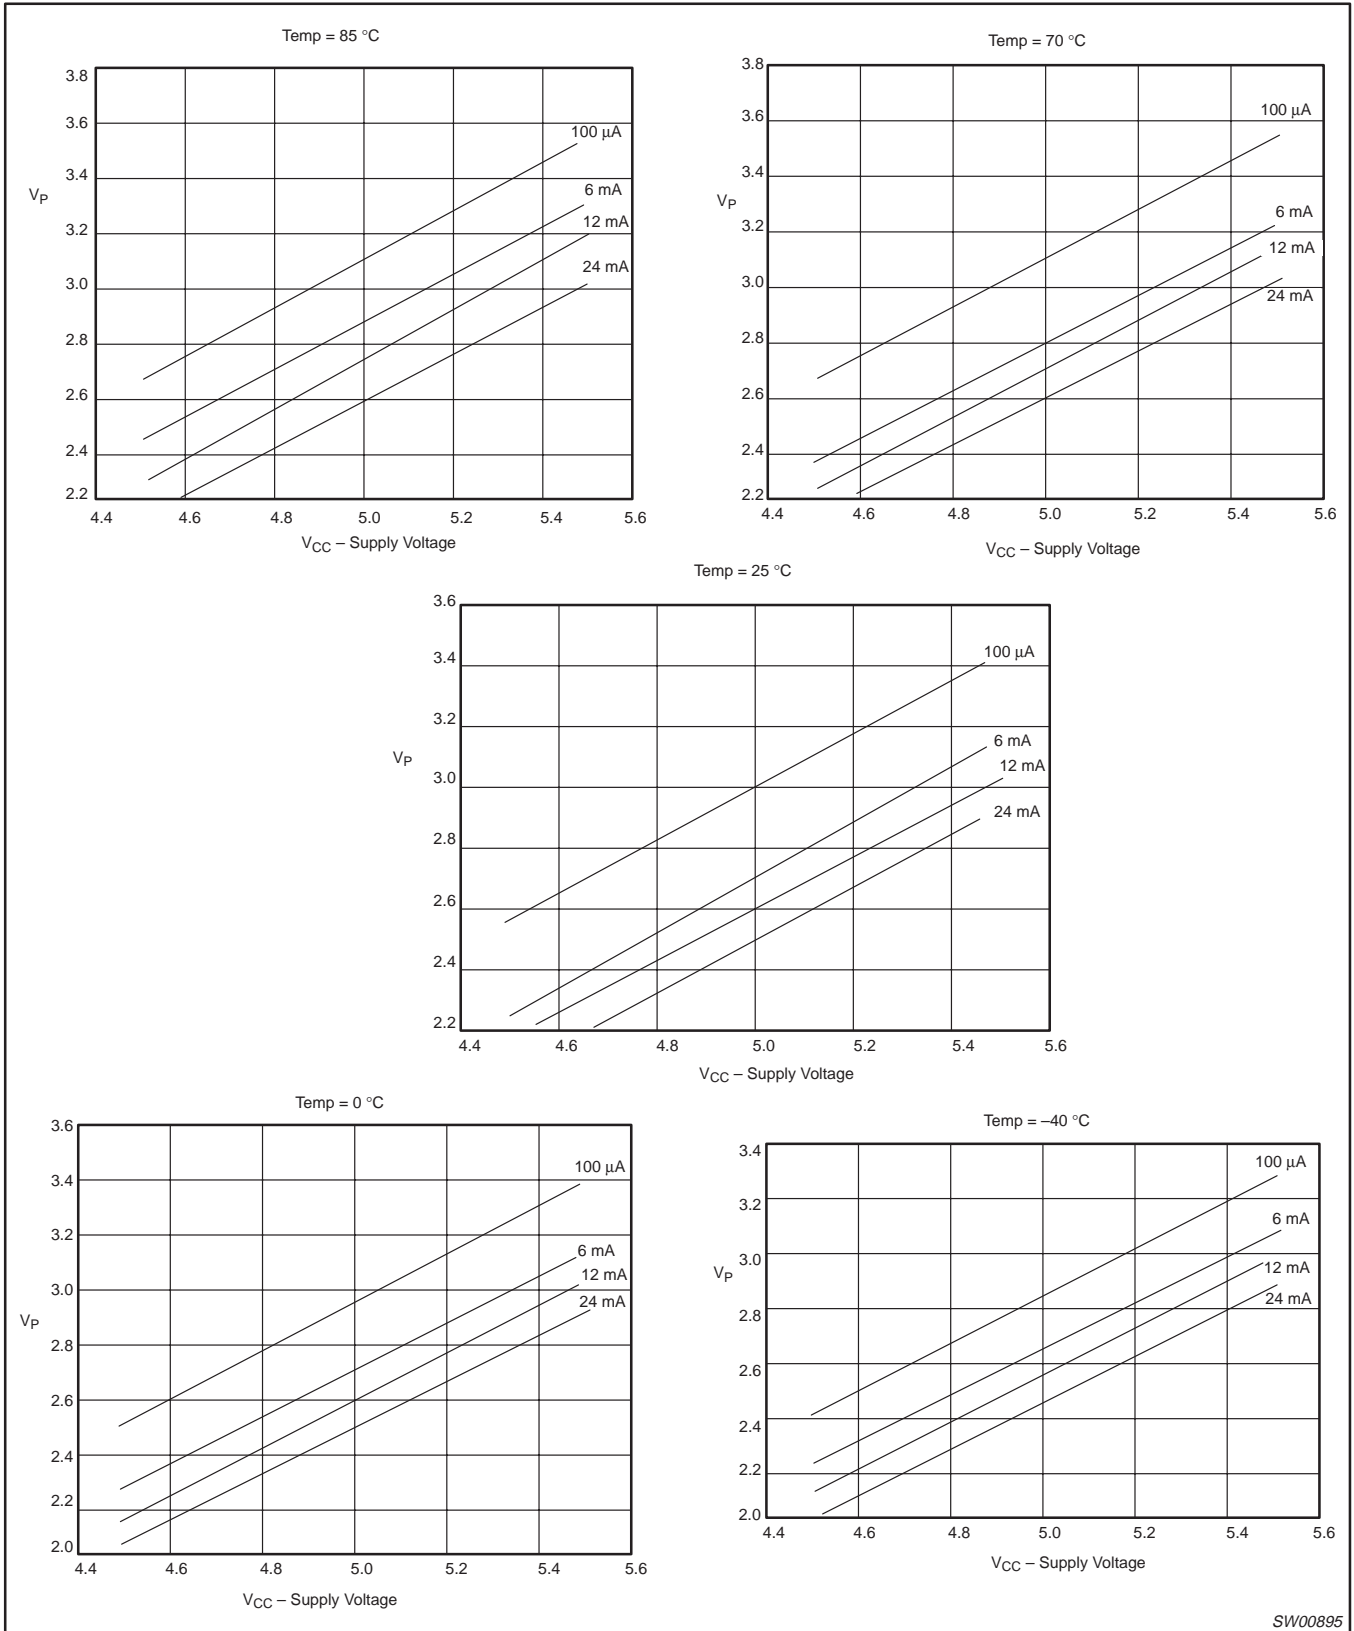 Temp = 85 °C
3.8
3.6
3.4
3.2
3.0
2.8
2.6
2.4
2.2
VP
100 μA
6 mA
12 mA
24 mA
4.4 4.6 4.8 5.0 5.2 5.4 5.6
VCC – Supply Voltage
Temp = 70 °C
3.8
3.6
3.4
3.2
3.0
2.8
2.6
2.4
2.2
VP
100 μA
6 mA
12 mA
24 mA
4.4 4.6 4.8 5.0 5.2 5.4 5.6
VCC – Supply Voltage
Temp = 25 °C
3.6
3.4
3.2
3.0
2.8
2.6
2.4
2.2
VP
100 μA
6 mA
12 mA
24 mA
4.4 4.6 4.8 5.0 5.2 5.4 5.6
VCC – Supply Voltage
Temp = 0 °C
3.6
3.4
3.2
3.0
2.8
2.6
2.4
2.2
2.0
VP
100 μA
6 mA
12 mA
24 mA
4.4 4.6 4.8 5.0 5.2 5.4 5.6
VCC – Supply Voltage
Temp = –40 °C
3.4
3.2
3.0
2.8
2.6
2.4
2.2
2.0
VP
100 μA
6 mA
12 mA
24 mA
4.4 4.6 4.8 5.0 5.2 5.4 5.6
VCC – Supply Voltage
SW00895